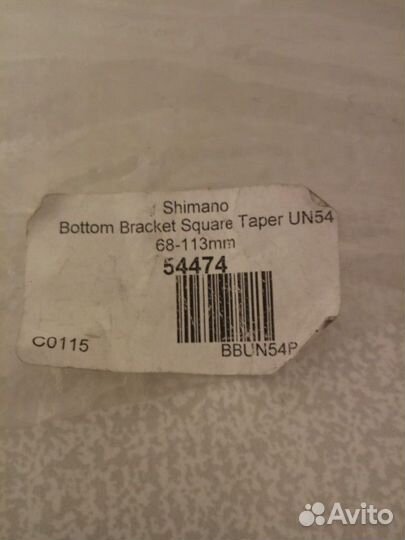 Shimano
Bottom Bracket Square Taper UN54
68-113mm
54474
C0115
BBUN54P
Avito